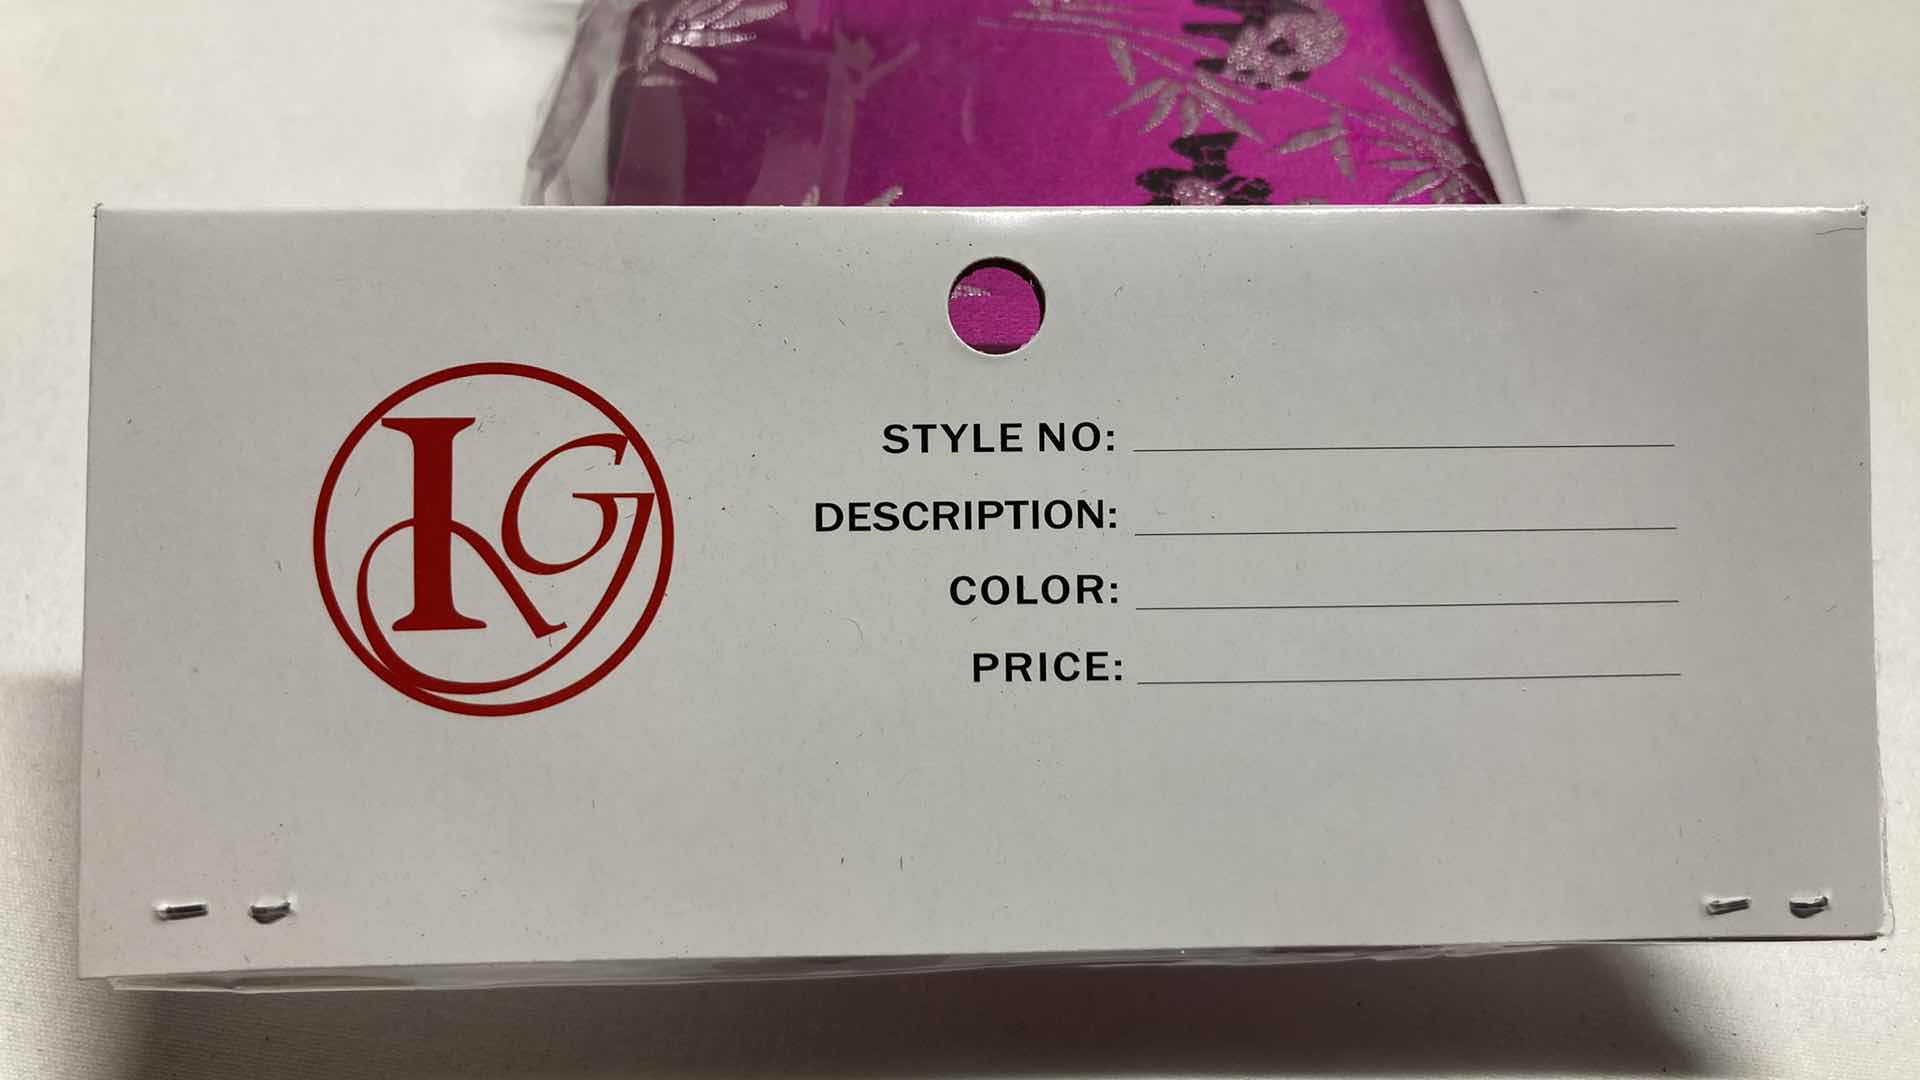 KG
STYLE NO:
DESCRIPTION:
COLOR:
PRICE: